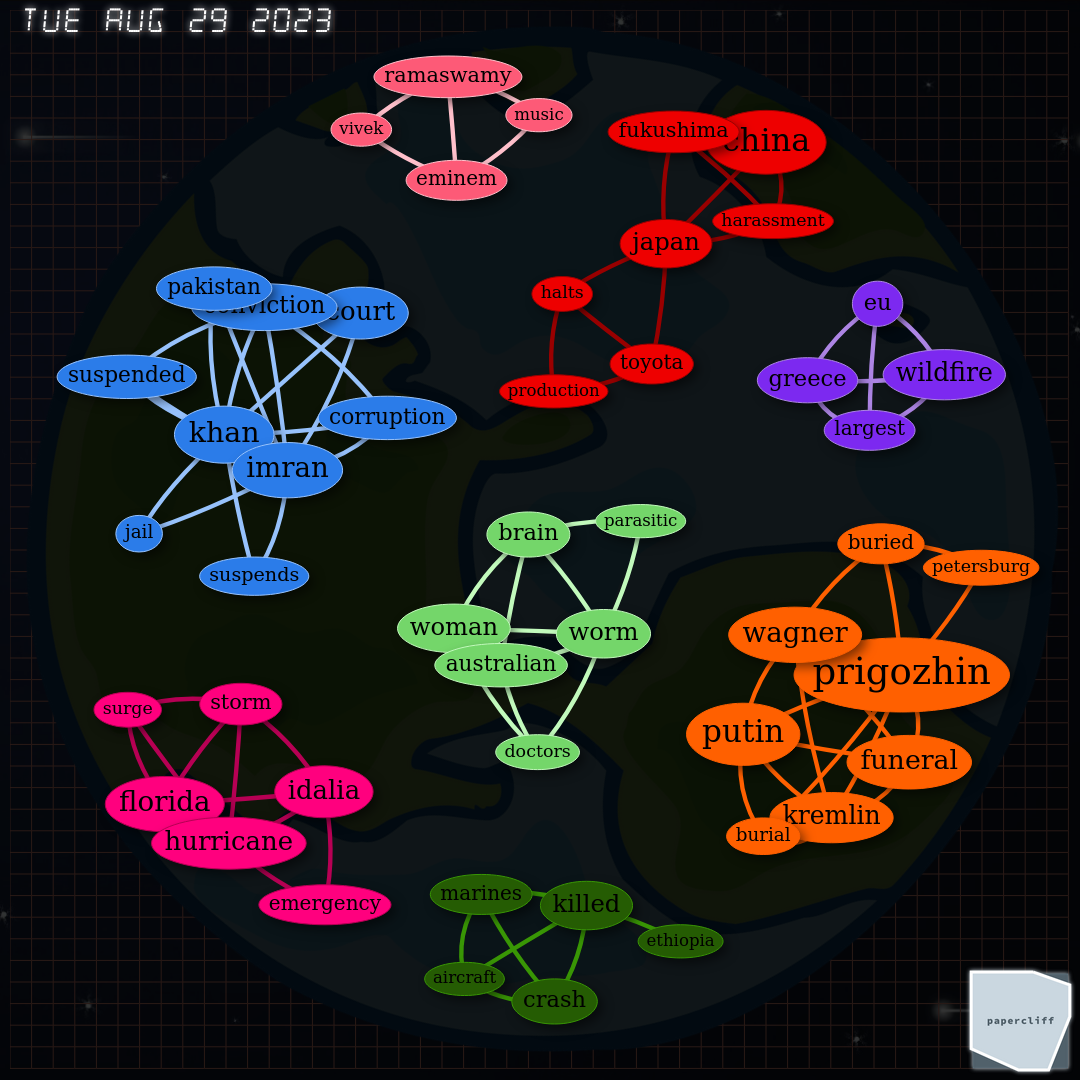 TUE AUG 29 2023
ramaswamy
vivek
music
eminem
fukushima
china
harassment
japan
halts
toyota
production
pakistan
conviction
court
suspended
khan
corruption
imran
jail
suspends
eu
greece
wildfire
largest
brain
parasitic
woman
worm
australian
doctors
buried
petersburg
wagner
prigozhin
putin
funeral
kremlin
burial
surge
storm
florida
idalia
hurricane
emergency
marines
killed
ethiopia
aircraft
crash
papercliff